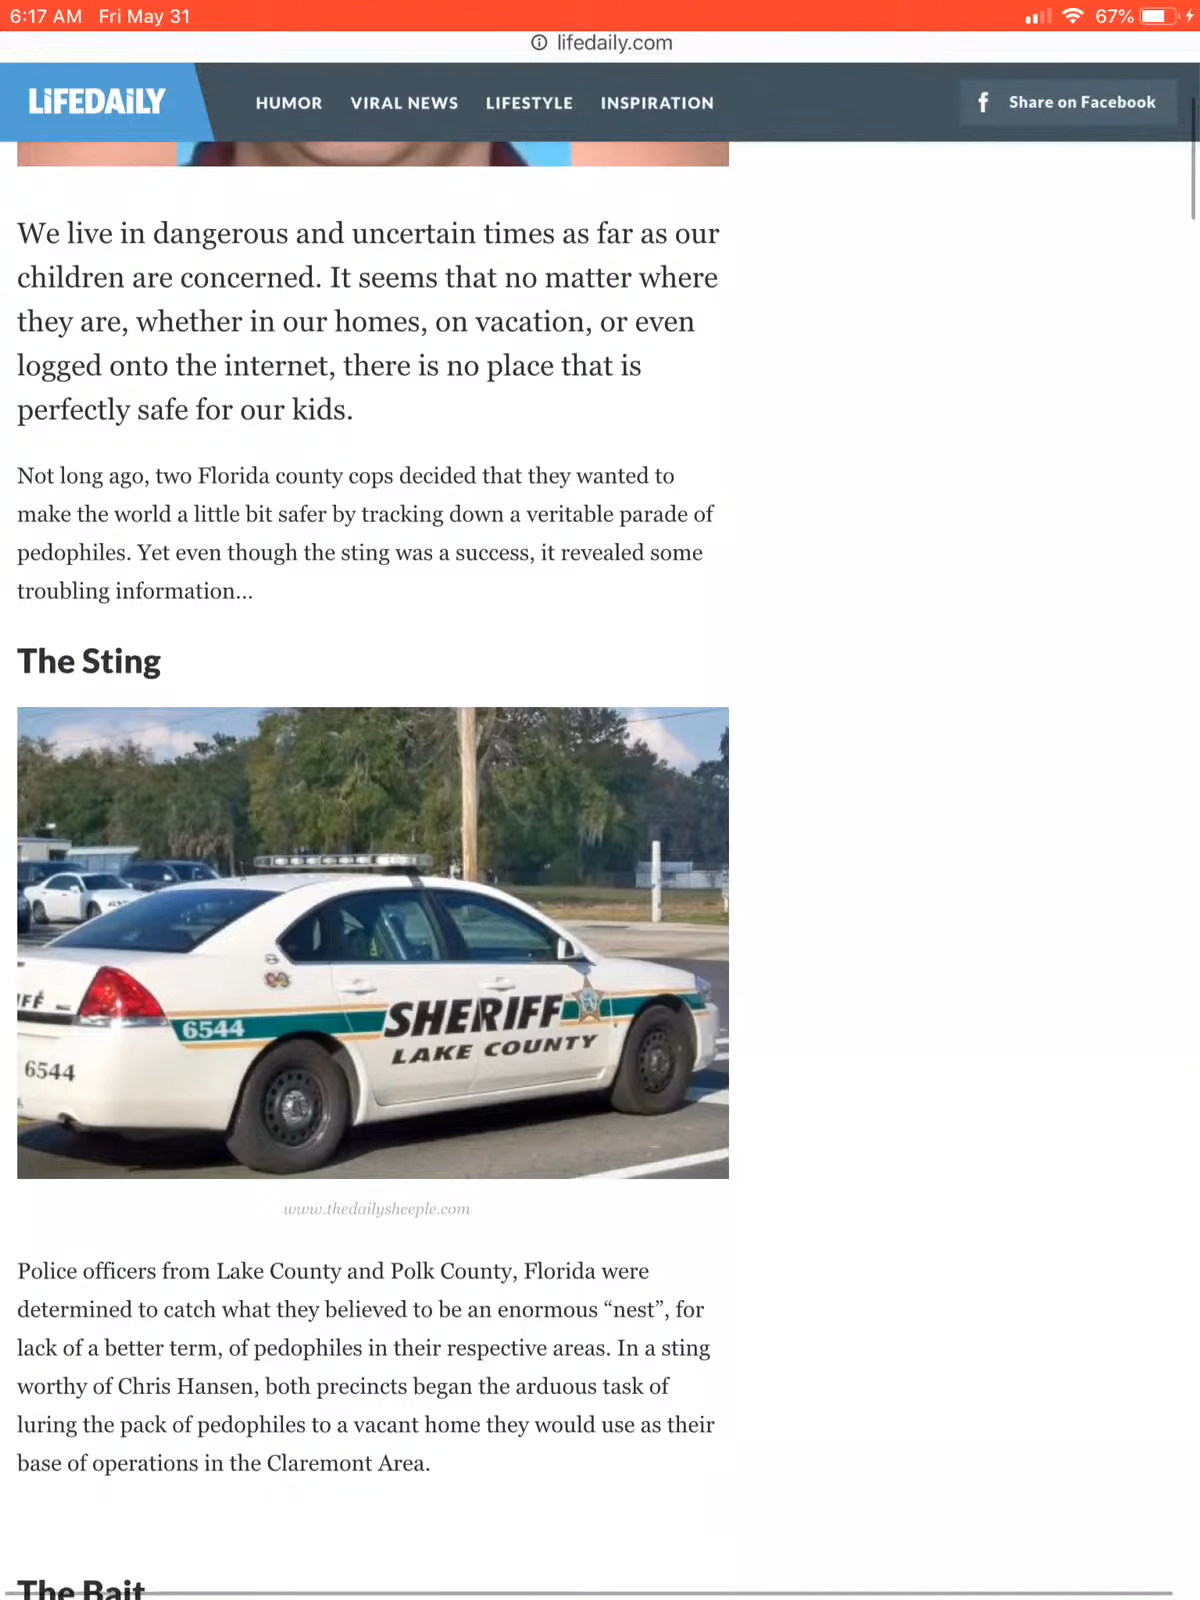 6:17 AM Fri May 31
67%
lifedaily.com
LiFEDAiLY
HUMOR VIRAL NEWS LIFESTYLE INSPIRATION
f Share on Facebook
We live in dangerous and uncertain times as far as our
children are concerned. It seems that no matter where
they are, whether in our homes, on vacation, or even
logged onto the internet, there is no place that is
perfectly safe for our kids.
Not long ago, two Florida county cops decided that they wanted to
make the world a little bit safer by tracking down a veritable parade of
pedophiles. Yet even though the sting was a success, it revealed some
troubling information...
The Sting
IFF
6544
SHERIFF
LAKE COUNTY
6544
www.thedailysheeple.com
Police officers from Lake County and Polk County, Florida were
determined to catch what they believed to be an enormous “nest”, for
lack of a better term, of pedophiles in their respective areas. In a sting
worthy of Chris Hansen, both precincts began the arduous task of
luring the pack of pedophiles to a vacant home they would use as their
base of operations in the Claremont Area.
The Bait